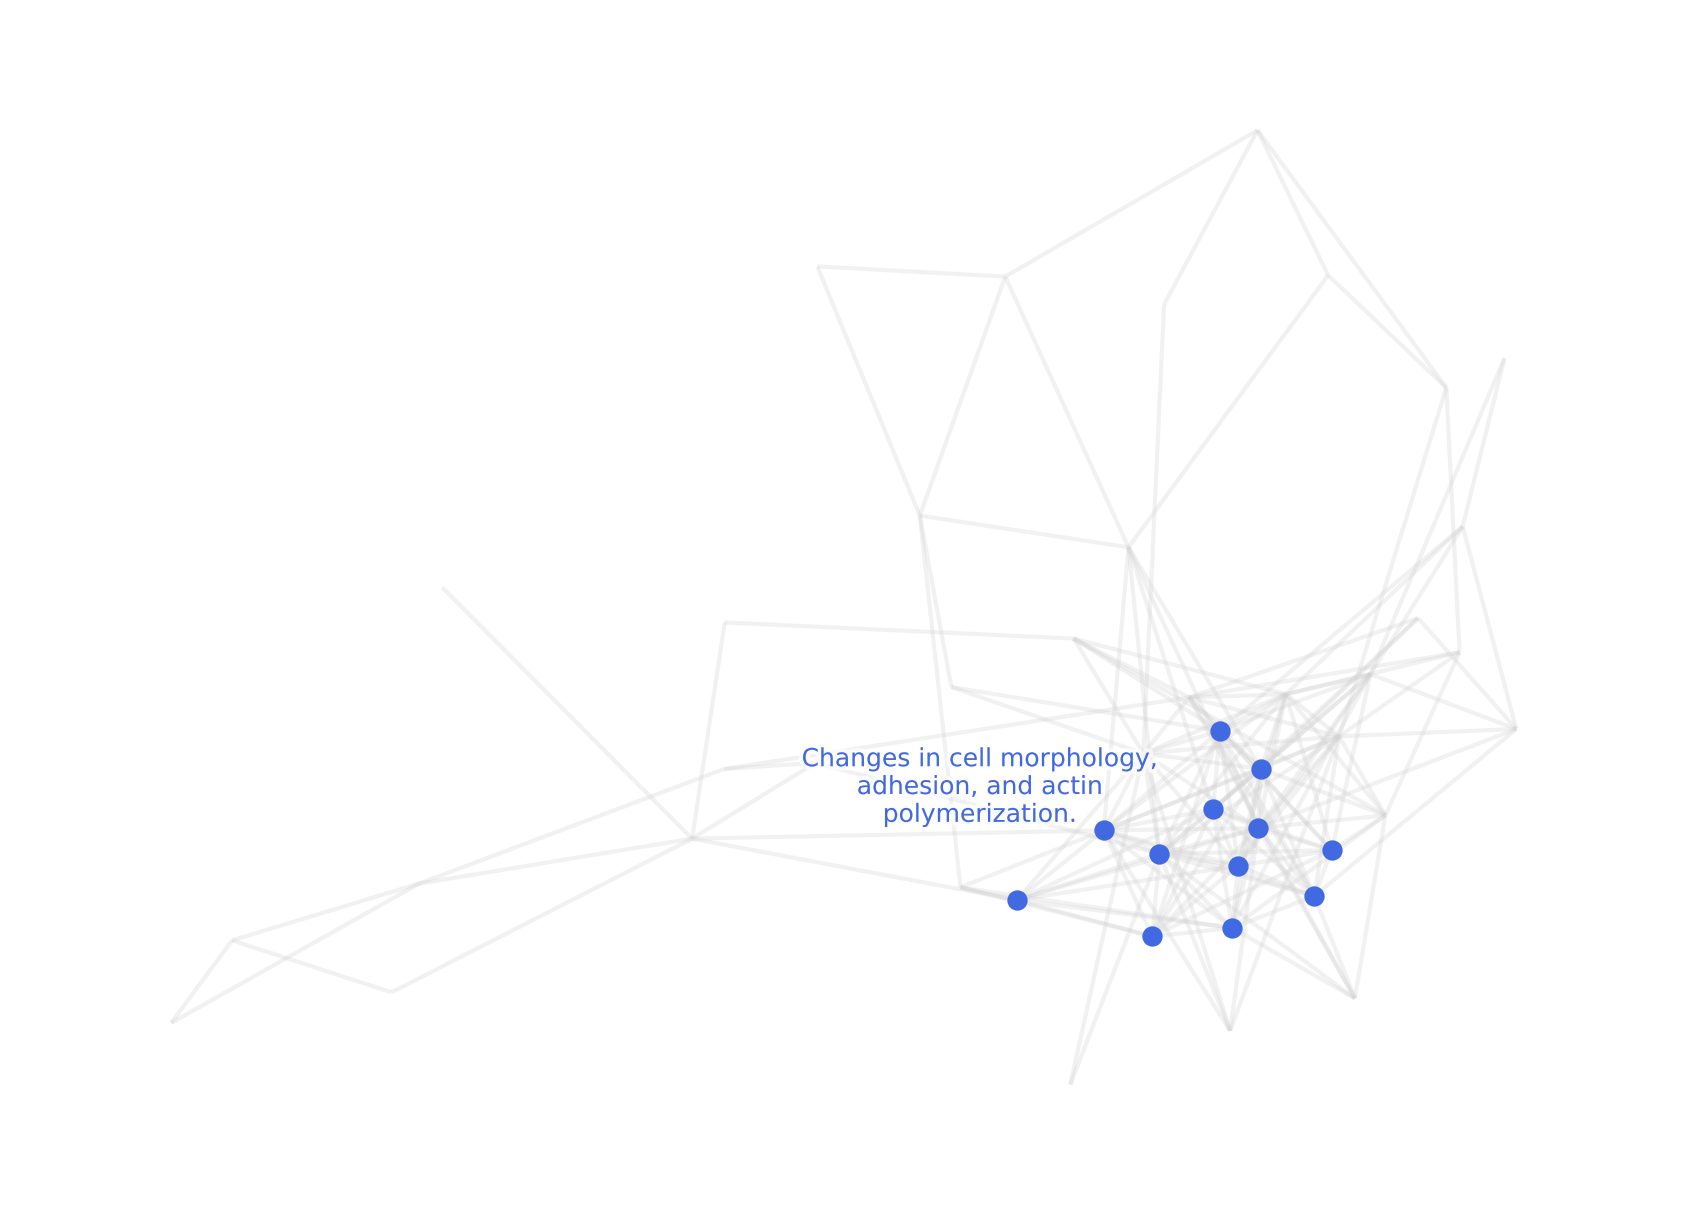 Changes in cell morphology,
adhesion, and actin
polymerization.